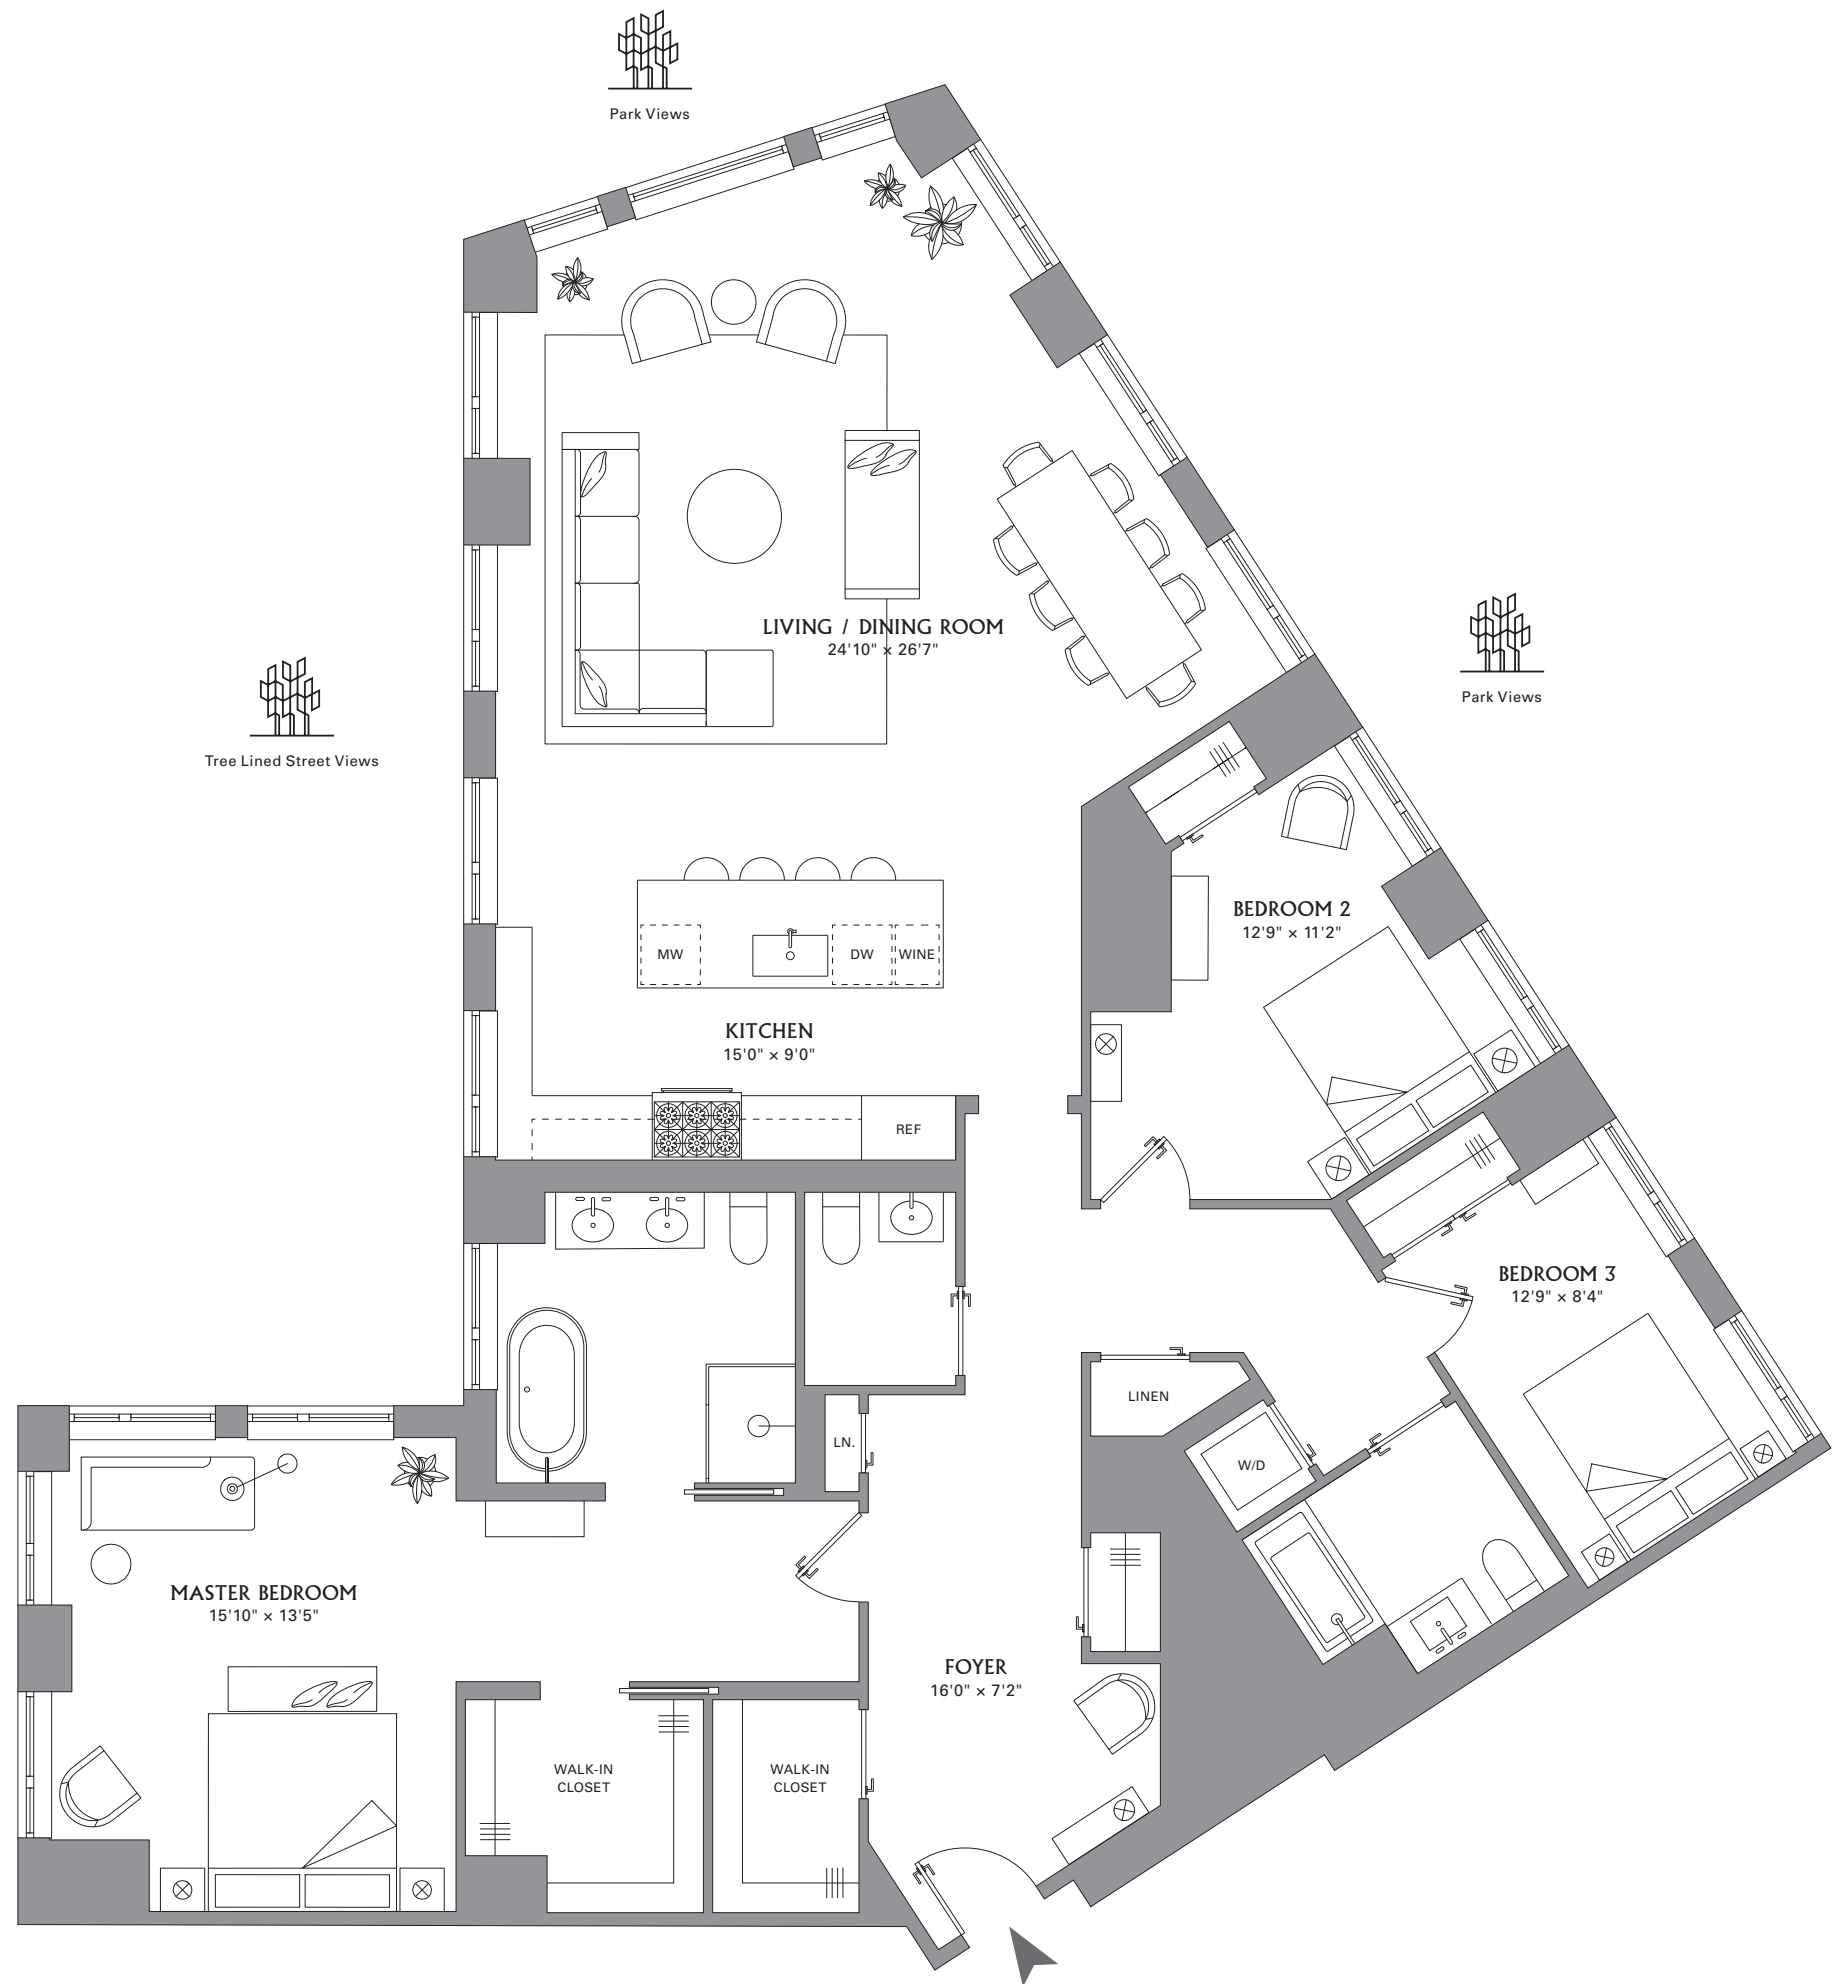 Park Views
LIVING / DINING ROOM
24'10" × 26'7"
Park Views
Tree Lined Street Views
BEDROOM 2
12'9" × 11'2"
MW
DW
WINE
KITCHEN
15'0" × 9'0"
REF
BEDROOM 3
12'9" × 8'4"
LINEN
LN.
W/D
MASTER BEDROOM
15'10" × 13'5"
FOYER
16'0" × 7'2"
WALK-IN
CLOSET
WALK-IN
CLOSET